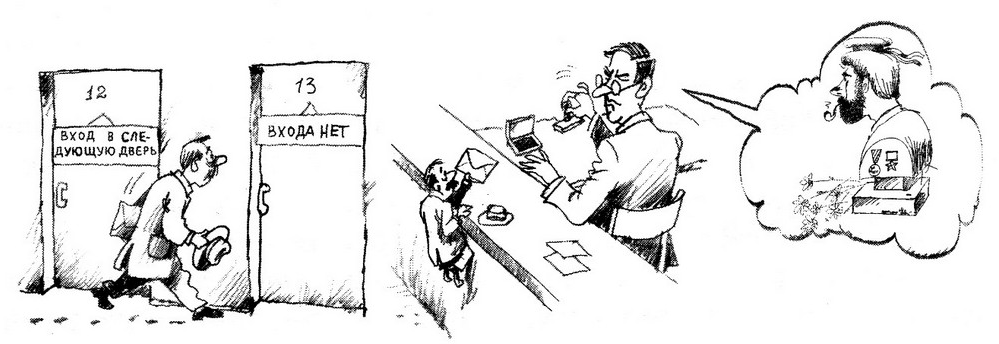 12
ВХОД В СЛЕ-
ДУЮЩУЮ ДВЕРЬ
13
ВХОДА НЕТ